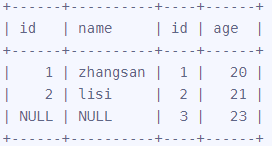 +------+----------+----+------+
| id   | name     | id | age  |
+------+----------+----+------+
|    1 | zhangsan |  1 |   20 |
|    2 | lisi     |  2 |   21 |
| NULL | NULL     |  3 |   23 |
+------+----------+----+------+